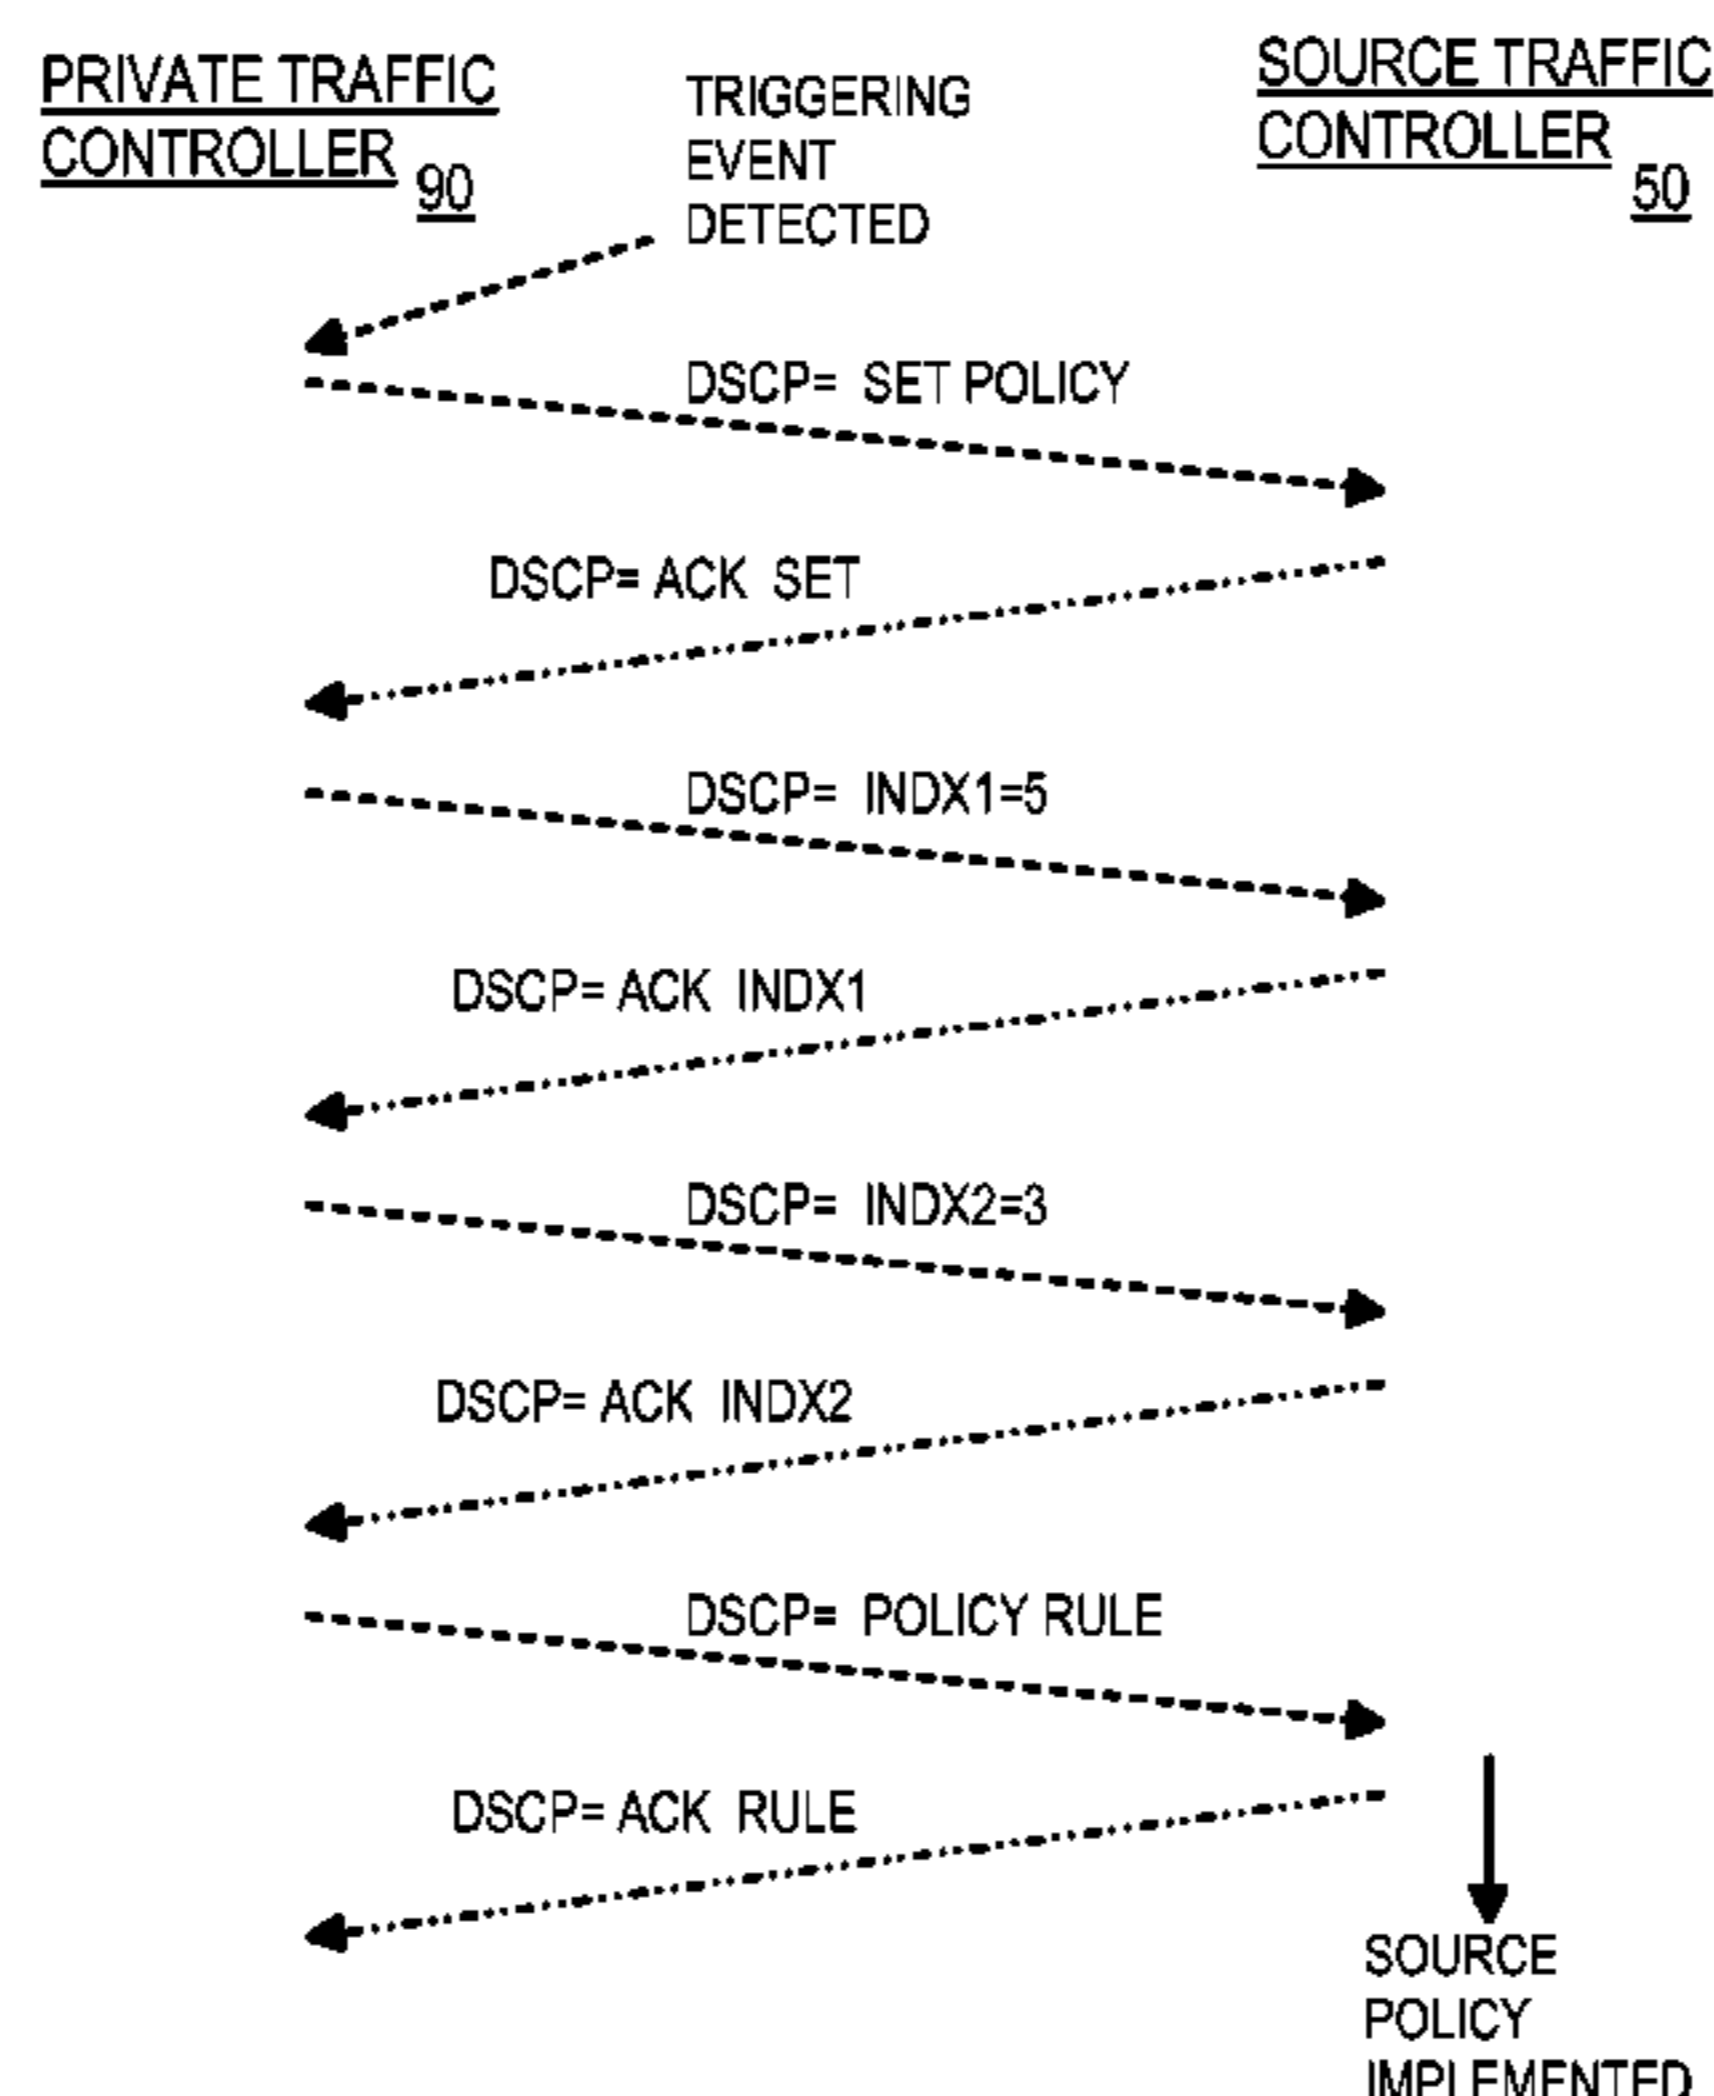 PRIVATE TRAFFIC
CONTROLLER 90
TRIGGERING
EVENT
DETECTED
SOURCE TRAFFIC
CONTROLLER 50
DSCP= SET POLICY
DSCP= ACK SET
DSCP= INDX1=5
DSCP= ACK INDX1
DSCP= INDX2=3
DSCP= ACK INDX2
DSCP= POLICY RULE
DSCP= ACK RULE
SOURCE
POLICY
IMPLEMENTED